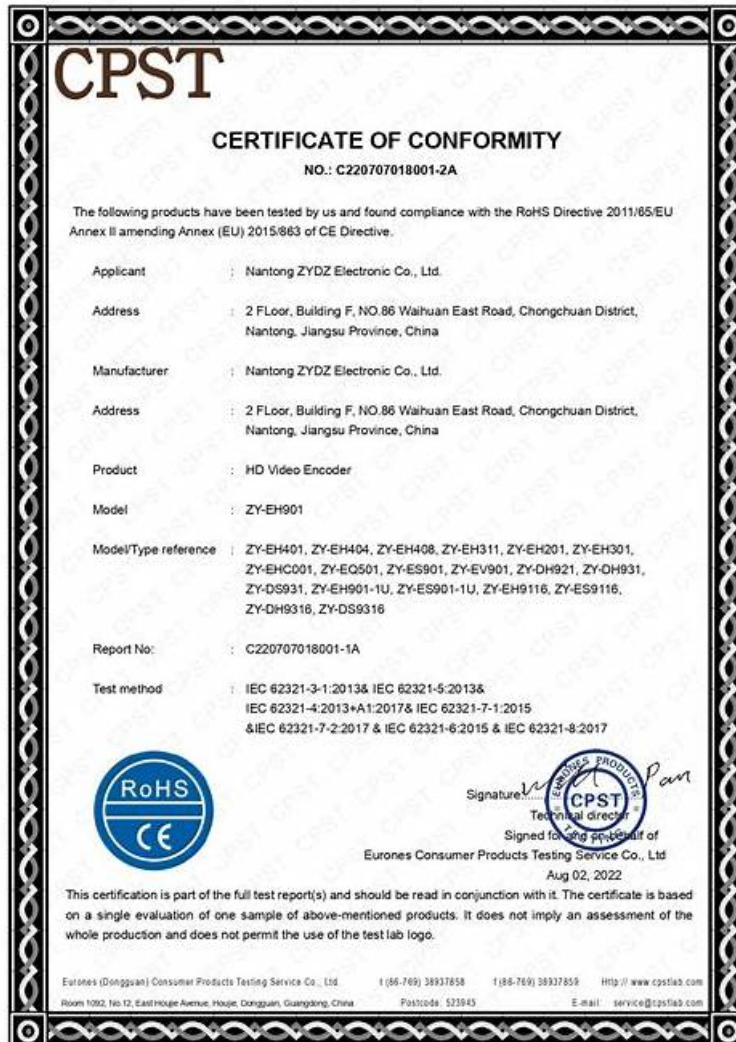 CPST
CERTIFICATE OF CONFORMITY
NO.: C220707018001-2A
The following products have been tested by us and found compliance with the RoHS Directive 2011/65/EU
Annex II amending Annex (EU) 2015/863 of CE Directive.
Applicant : Nantong ZYDZ Electronic Co., Ltd.
Address : 2 FLoor, Building F, NO.86 Waihuan East Road, Chongchuan District,
Nantong, Jiangsu Province, China
Manufacturer : Nantong ZYDZ Electronic Co., Ltd.
Address : 2 FLoor, Building F, NO.86 Waihuan East Road, Chongchuan District,
Nantong, Jiangsu Province, China
Product : HD Video Encoder
Model : ZY-EH901
Model/Type reference : ZY-EH401, ZY-EH404, ZY-EH408, ZY-EH311, ZY-EH201, ZY-EH301,
ZY-EHC001, ZY-EQ501, ZY-ES901, ZY-EV901, ZY-DH921, ZY-DH931,
ZY-DS931, ZY-EH901-1U, ZY-ES901-1U, ZY-EH9116, ZY-ES9116,
ZY-DH9316, ZY-DS9316
Report No: : C220707018001-1A
Test method : IEC 62321-3-1:2013& IEC 62321-5:2013&
IEC 62321-4:2013+A1:2017& IEC 62321-7-1:2015
&IEC 62321-7-2:2017 & IEC 62321-6:2015 & IEC 62321-8:2017
RoHS
CE
Signature:
EURONES PRODUCTS
CPST
TESTING
Pan
Technical director
Signed for and on behalf of
Eurones Consumer Products Testing Service Co., Ltd
Aug 02, 2022
This certification is part of the full test report(s) and should be read in conjunction with it. The certificate is based
on a single evaluation of one sample of above-mentioned products. It does not imply an assessment of the
whole production and does not permit the use of the test lab logo.
Eurones (Dongguan) Consumer Products Testing Service Co., Ltd. t (86-769) 38937858 f (86-769) 38937859 Http:// www.cpstlab.com
Room 1092, No.12, East Houjie Avenue, Houjie, Dongguan, Guangdong, China Postcode: 523945 E-mail: service@cpstlab.com